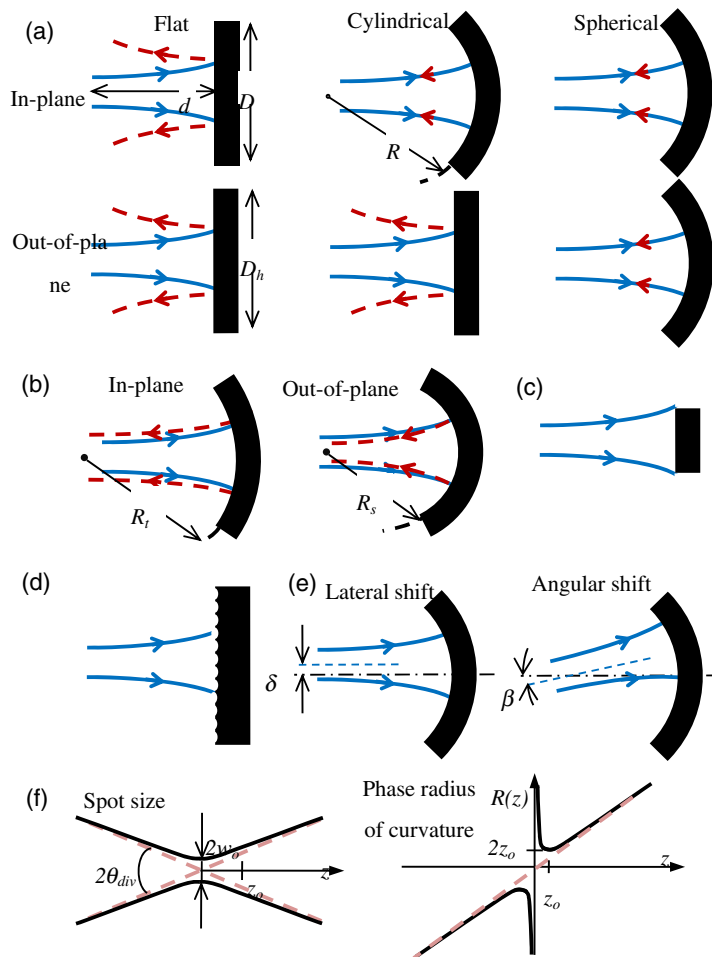 (a)
Flat
Cylindrical
Spherical
In-plane
d
D
R
Out-of-pla
ne
D_h
(b)
In-plane
Out-of-plane
(c)
R_t
R_s
(d)
(e)
Lateral shift
Angular shift
δ
β
(f)
Spot size
Phase radius
of curvature
R(z)
2w_o
2z_o
2θ_div
z
z_o
z
z_o